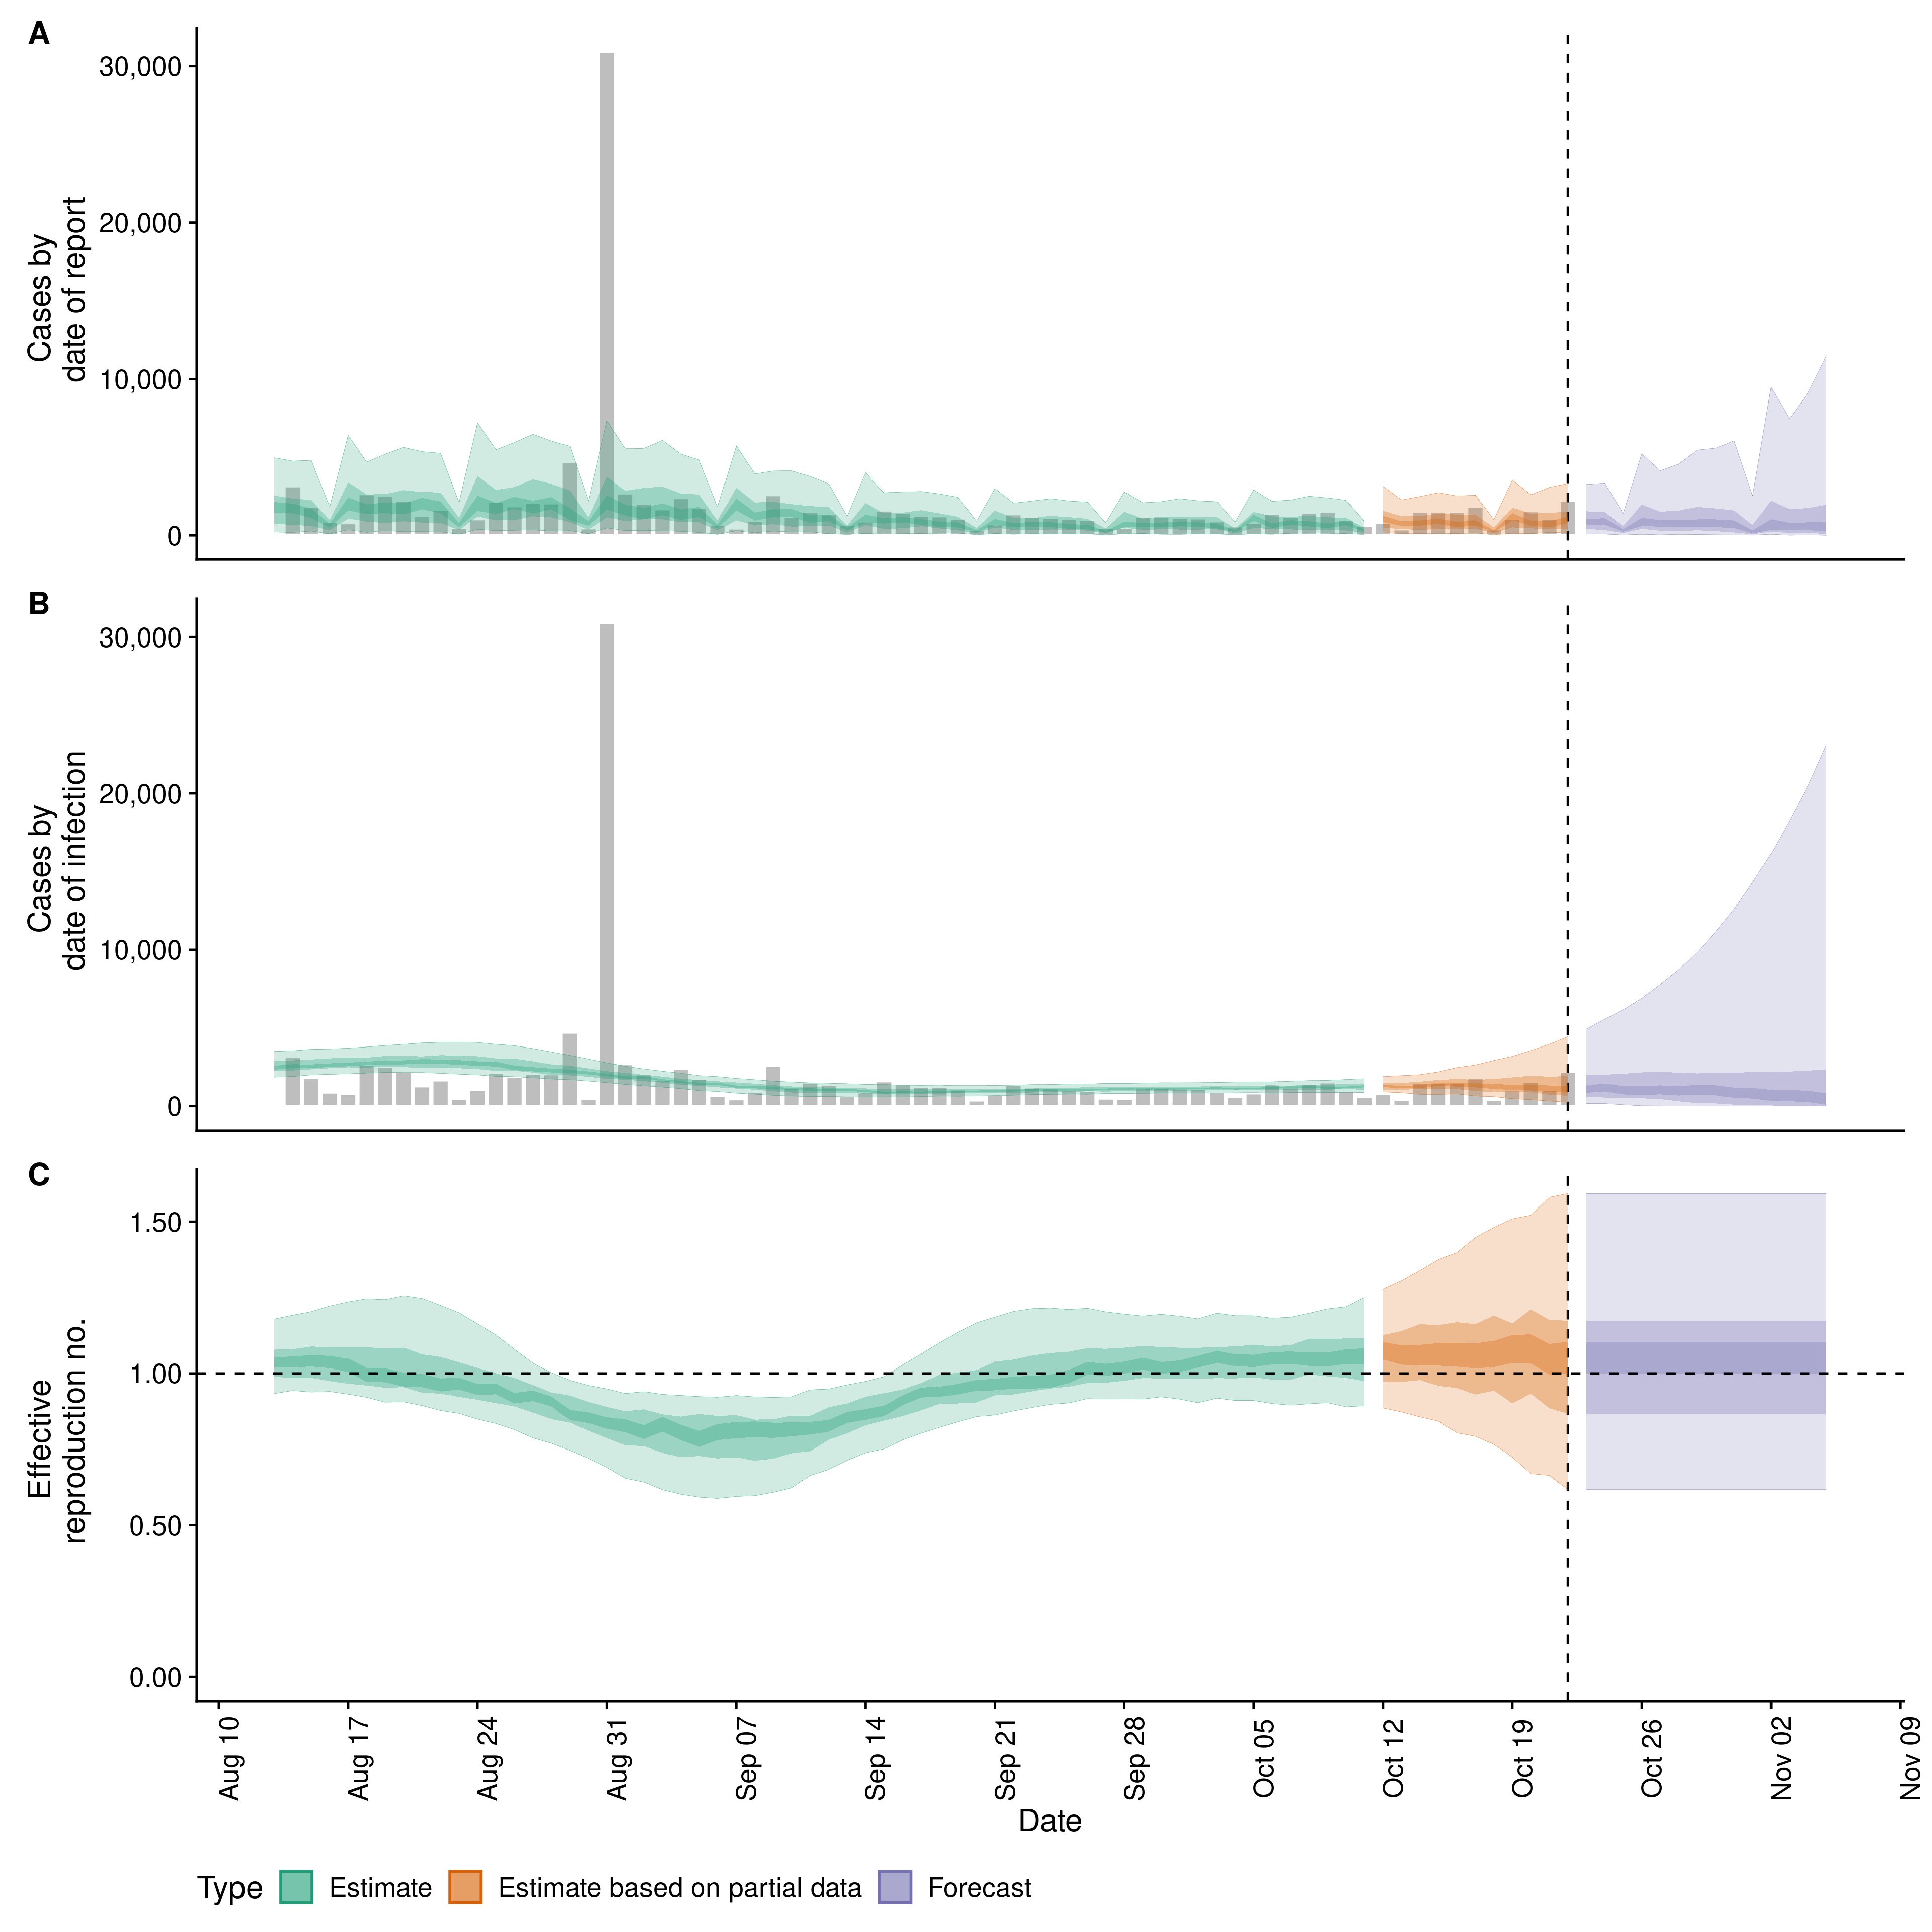 A
30,000
20,000
10,000
0
Cases by
date of report
B
30,000
20,000
10,000
0
Cases by
date of infection
C
1.50
1.00
0.50
0.00
Effective
reproduction no.
Aug 10
Aug 17
Aug 24
Aug 31
Sep 07
Sep 14
Sep 21
Sep 28
Oct 05
Oct 12
Oct 19
Oct 26
Nov 02
Nov 09
Date
Type Estimate Estimate based on partial data Forecast